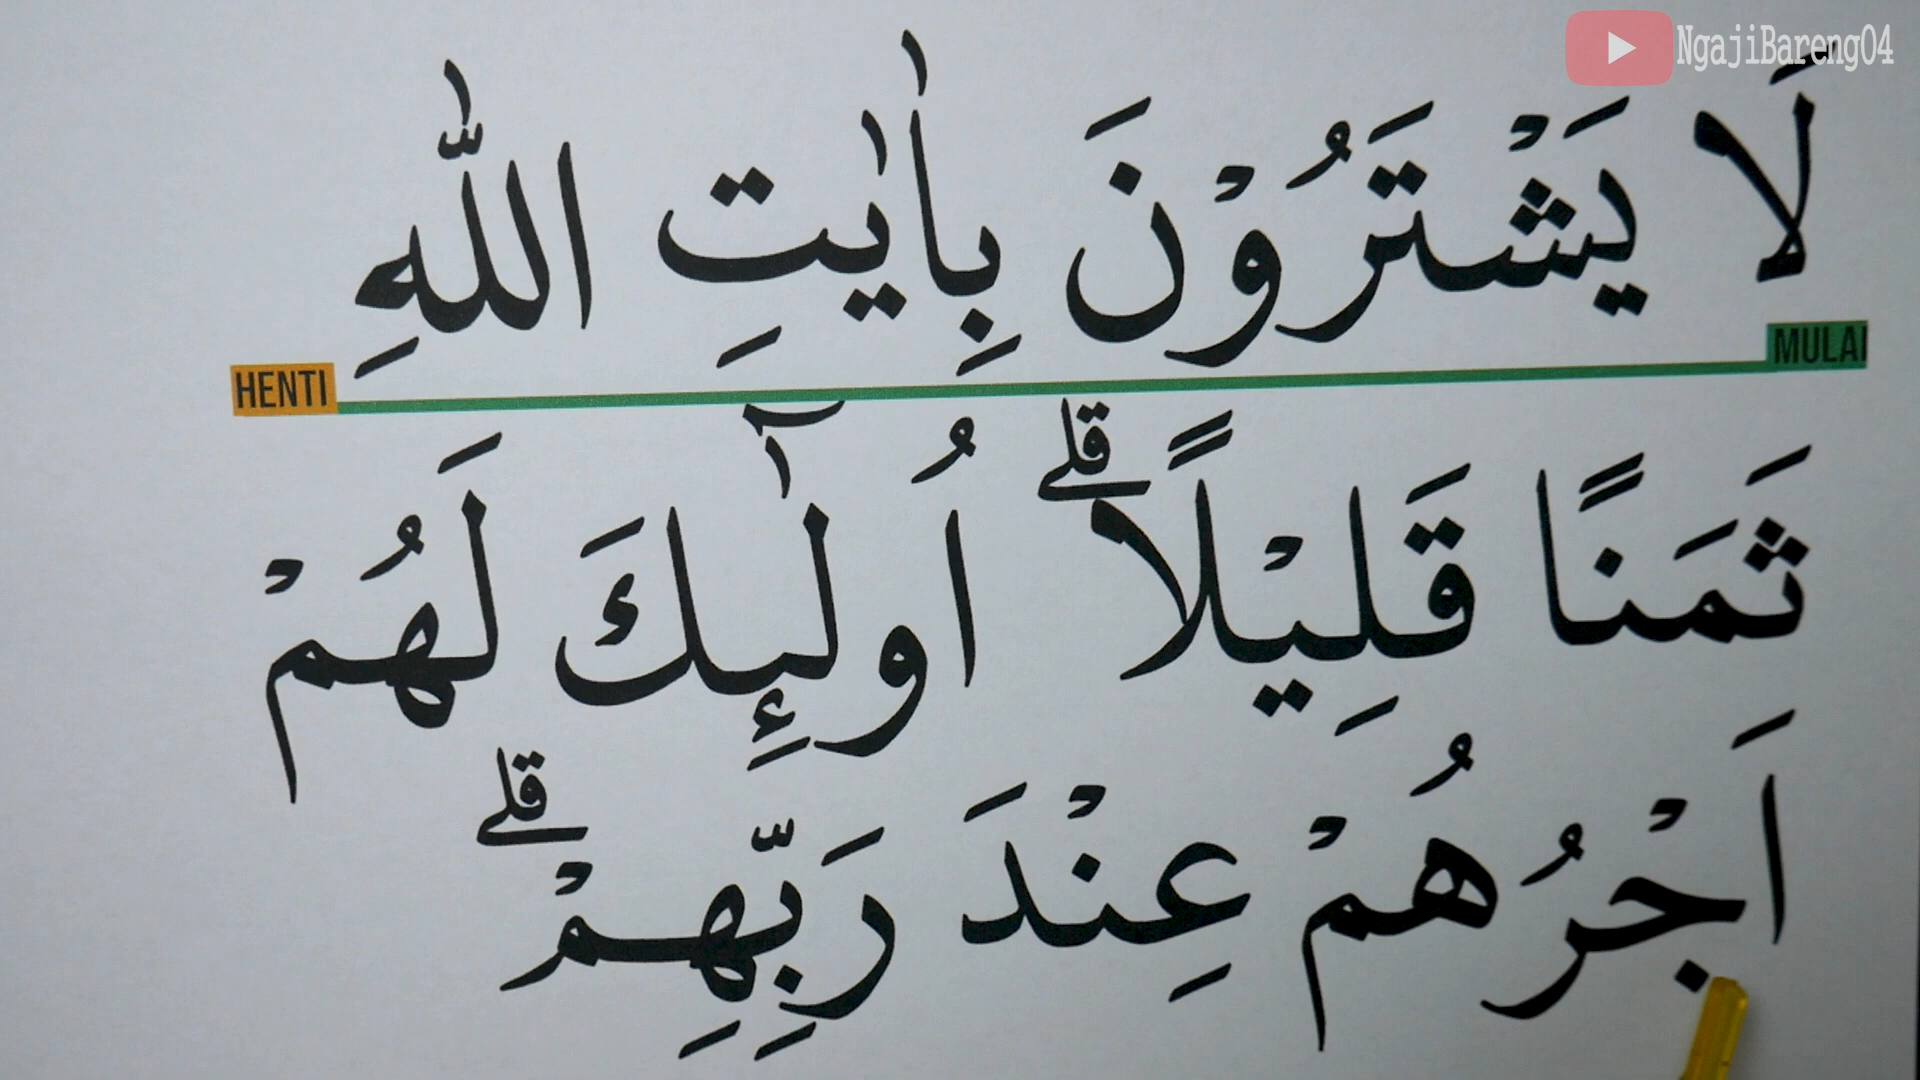 NgajiBareng04
لَا يَشْتَرُوْنَ بِاٰيٰتِ اللّٰهِ
MULAI
HENTI
ثَمَنًا قَلِيْلًاۗ اُولٰۤىِٕكَ لَهُمْ
اَجْرُهُمْ عِنْدَ رَبِّهِمْۗ